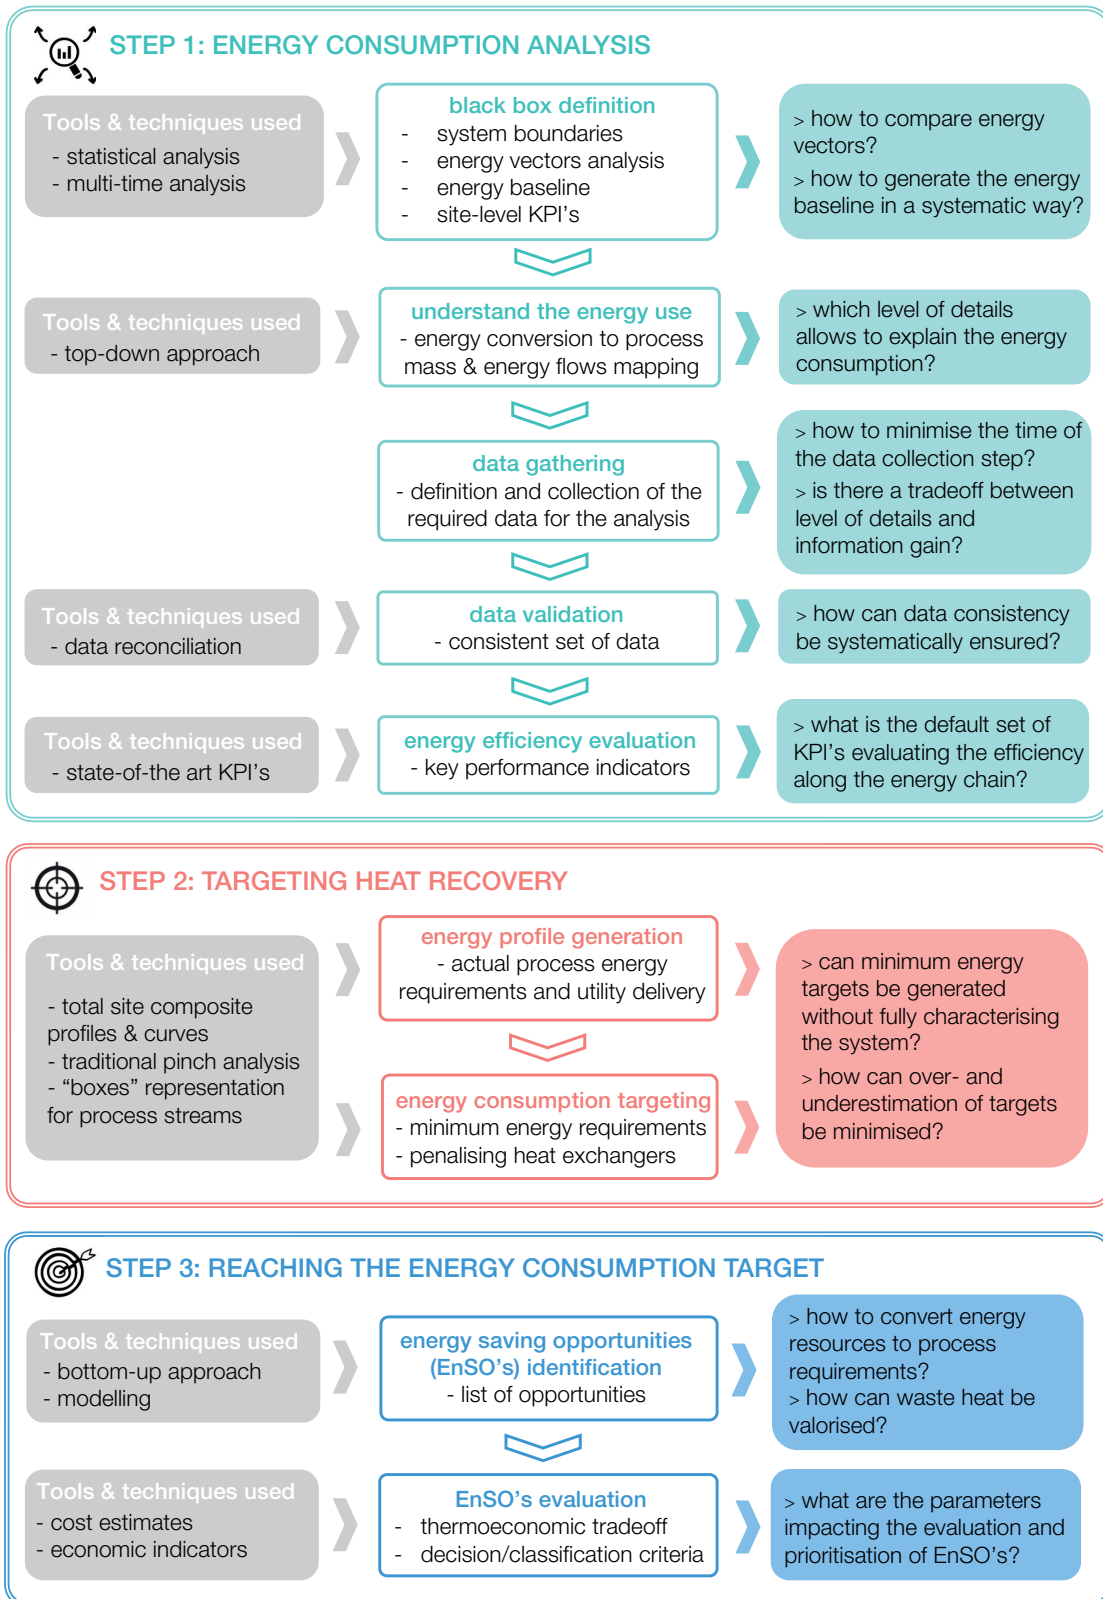 STEP 1: ENERGY CONSUMPTION ANALYSIS
Tools & techniques used
- statistical analysis
- multi-time analysis
black box definition
- system boundaries
- energy vectors analysis
- energy baseline
- site-level KPI's
> how to compare energy
vectors?
> how to generate the energy
baseline in a systematic way?
Tools & techniques used
- top-down approach
understand the energy use
- energy conversion to process
mass & energy flows mapping
> which level of details
allows to explain the energy
consumption?
data gathering
- definition and collection of the
required data for the analysis
> how to minimise the time of
the data collection step?
> is there a tradeoff between
level of details and
information gain?
Tools & techniques used
- data reconciliation
data validation
- consistent set of data
> how can data consistency
be systematically ensured?
Tools & techniques used
- state-of-the art KPI's
energy efficiency evaluation
- key performance indicators
> what is the default set of
KPI's evaluating the efficiency
along the energy chain?
STEP 2: TARGETING HEAT RECOVERY
Tools & techniques used
- total site composite
profiles & curves
- traditional pinch analysis
- “boxes” representation
for process streams
energy profile generation
- actual process energy
requirements and utility delivery
energy consumption targeting
- minimum energy requirements
- penalising heat exchangers
> can minimum energy
targets be generated
without fully characterising
the system?
> how can over- and
underestimation of targets
be minimised?
STEP 3: REACHING THE ENERGY CONSUMPTION TARGET
Tools & techniques used
- bottom-up approach
- modelling
energy saving opportunities
(EnSO's) identification
- list of opportunities
> how to convert energy
resources to process
requirements?
> how can waste heat be
valorised?
Tools & techniques used
- cost estimates
- economic indicators
EnSO's evaluation
- thermoeconomic tradeoff
- decision/classification criteria
> what are the parameters
impacting the evaluation and
prioritisation of EnSO's?